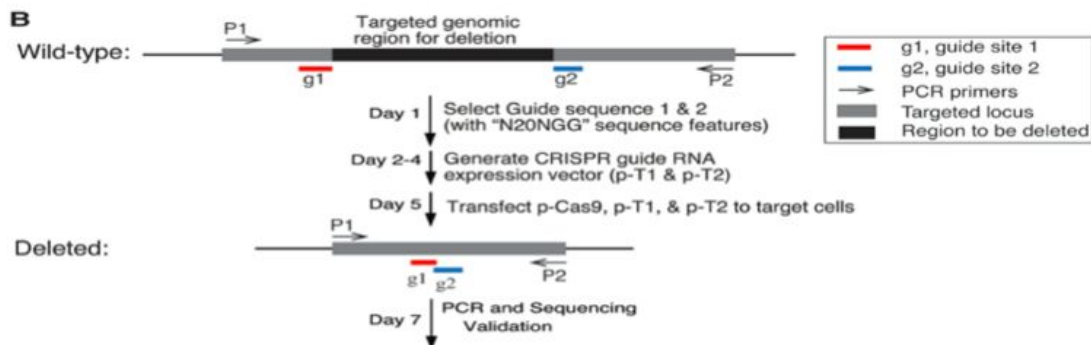 B
P1
Targeted genomic
region for deletion
Wild-type:
g1
g2
P2
g1, guide site 1
g2, guide site 2
PCR primers
Targeted locus
Region to be deleted
Day 1
Select Guide sequence 1 & 2
(with "N20NGG" sequence features)
Day 2-4
Generate CRISPR guide RNA
expression vector (p-T1 & p-T2)
Day 5
Transfect p-Cas9, p-T1, & p-T2 to target cells
P1
Deleted:
g1
g2
P2
Day 7
PCR and Sequencing
Validation